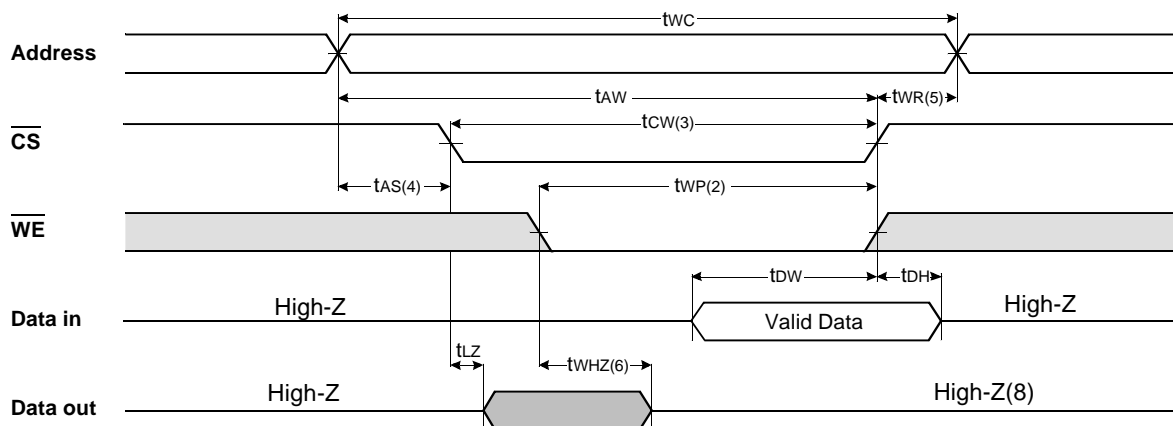 tWC
Address
tAW
tWR(5)
tCW(3)
CS
tAS(4)
tWP(2)
WE
tDW
tDH
High-Z
High-Z
Data in
Valid Data
tLZ
tWHZ(6)
High-Z
High-Z(8)
Data out